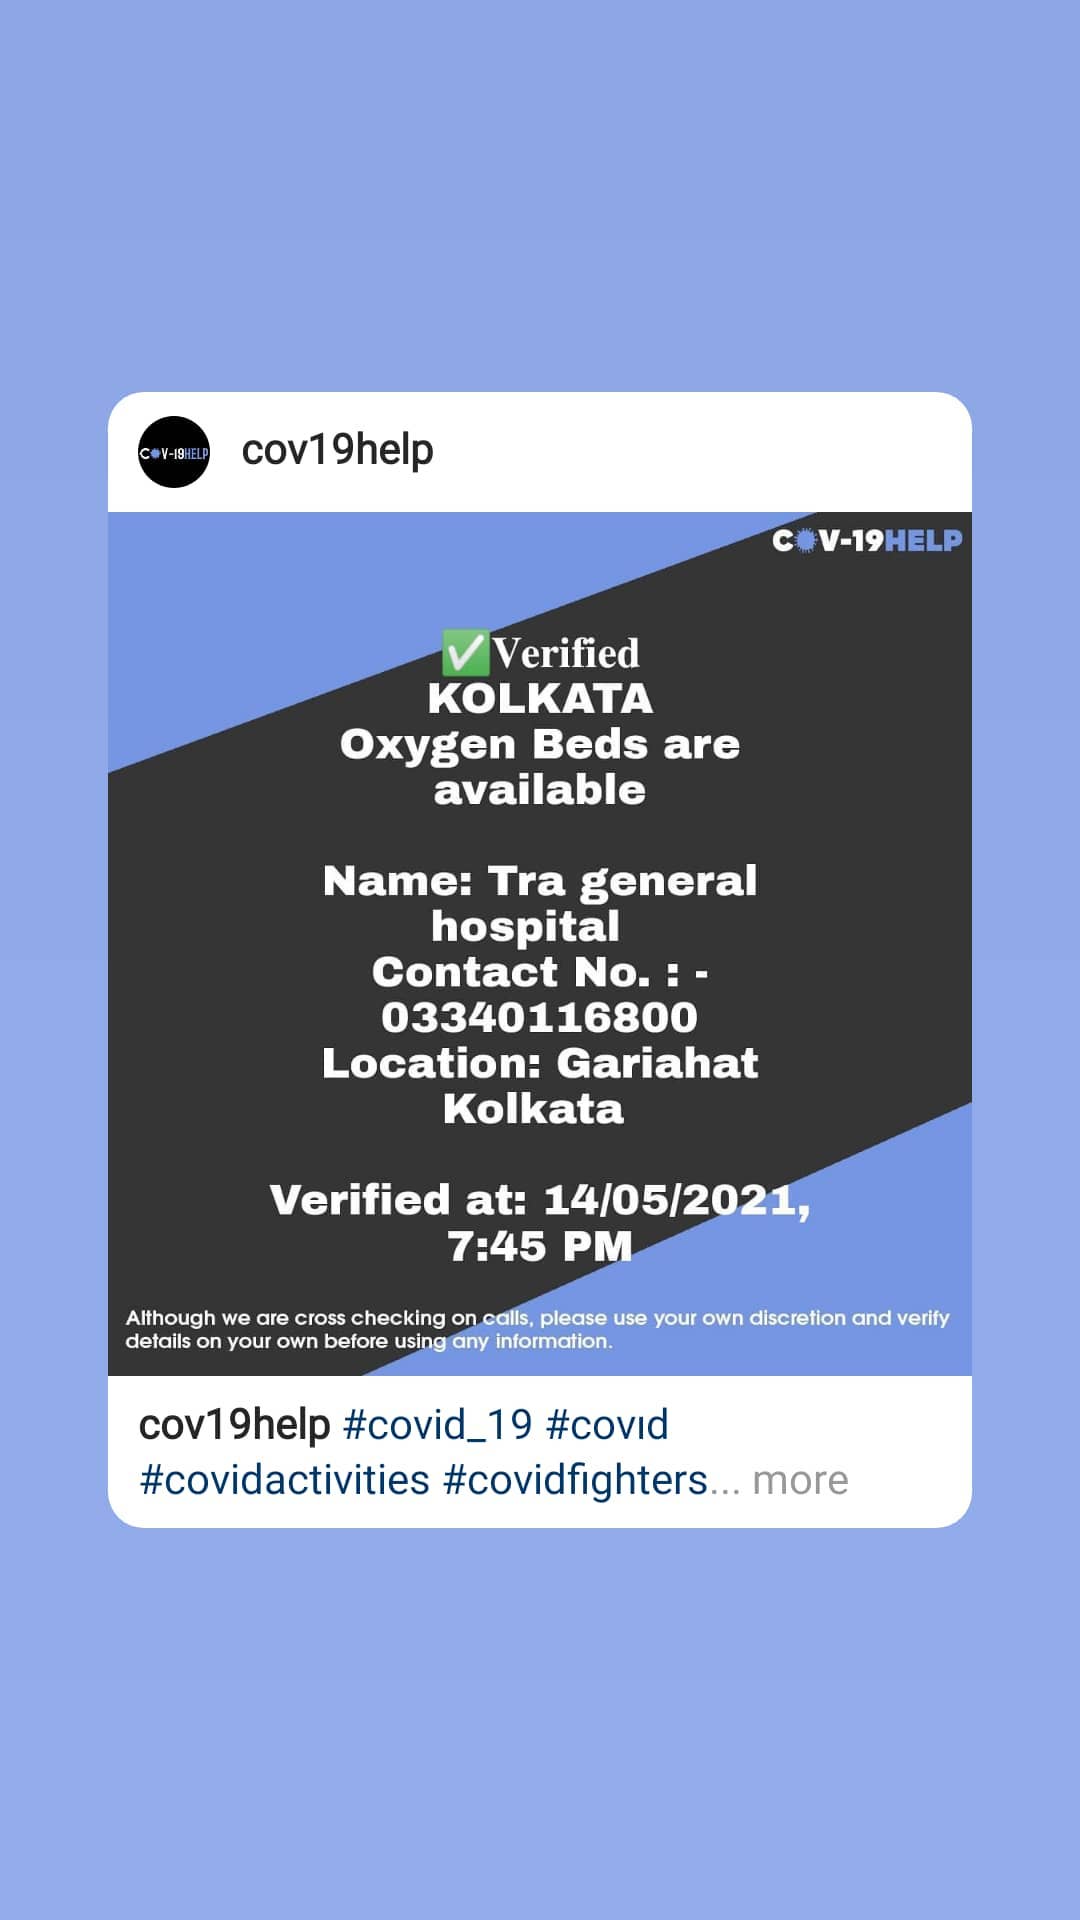 COV-19HELP
cov19help
COV-19HELP
✅Verified
KOLKATA
Oxygen Beds are
available
Name: Tra general
hospital
Contact No. : -
03340116800
Location: Gariahat
Kolkata
Verified at: 14/05/2021,
7:45 PM
Although we are cross checking on calls, please use your own discretion and verify
details on your own before using any information.
cov19help #covid_19 #covıd
#covidactivities #covidfighters... more